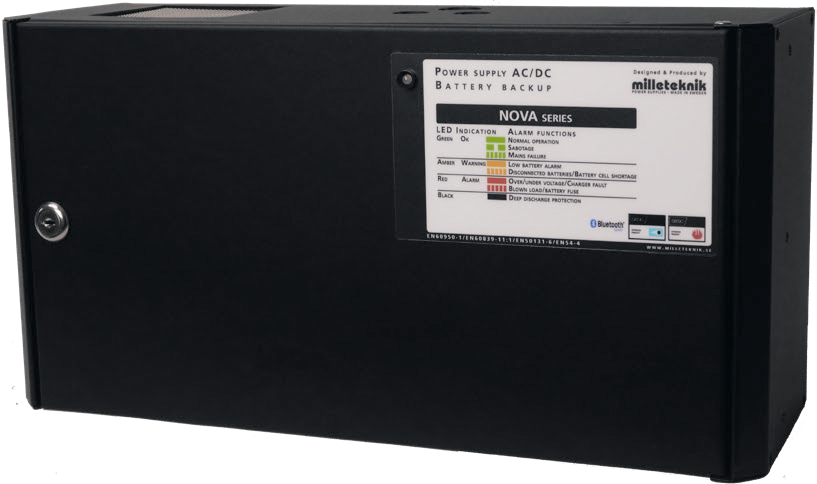 POWER SUPPLY AC/DC
BATTERY BACKUP
Designed & Produced by
milleteknik
POWER SUPPLIES - MADE IN SWEDEN
NOVA SERIES
LED INDICATION ALARM FUNCTIONS
GREEN OK NORMAL OPERATION
SABOTAGE
MAINS FAILURE
AMBER WARNING LOW BATTERY ALARM
DISCONNECTED BATTERIES/BATTERY CELL SHORTAGE
RED ALARM OVER/UNDER VOLTAGE/CHARGER FAULT
BLOWN LOAD/BATTERY FUSE
BLACK DEEP DISCHARGE PROTECTION
Bluetooth
EN60950-1/EN60839-11:1/EN50131-6/EN54-4
WWW.MILLETEKNIK.SE